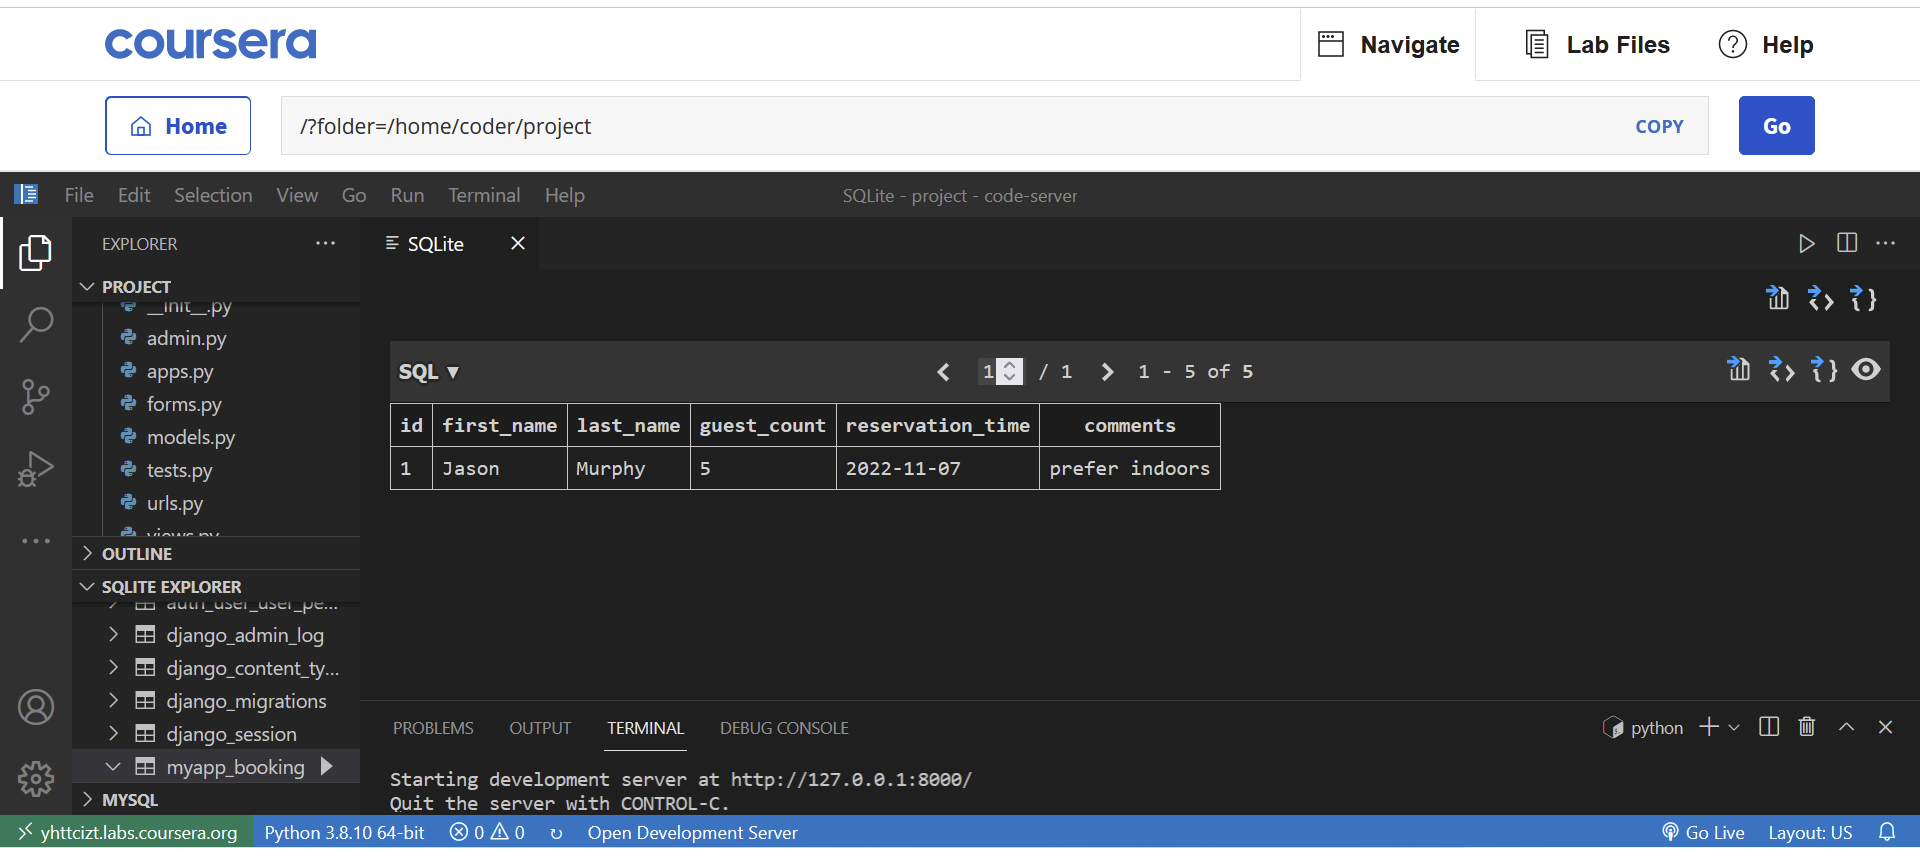 coursera
Navigate
Lab Files
Help
Home
/?folder=/home/coder/project
COPY
Go
File Edit Selection View Go Run Terminal Help
SQLite - project - code-server
EXPLORER
SQLite
PROJECT
__init__.py
admin.py
apps.py
forms.py
models.py
tests.py
urls.py
views.py
OUTLINE
SQLITE EXPLORER
auth_user_user_pe...
django_admin_log
django_content_ty...
django_migrations
django_session
myapp_booking
MYSQL
SQL ▼
1 / 1
1 - 5 of 5
id first_name last_name guest_count reservation_time comments
1 Jason Murphy 5 2022-11-07 prefer indoors
PROBLEMS OUTPUT TERMINAL DEBUG CONSOLE
python
Starting development server at http://127.0.0.1:8000/
Quit the server with CONTROL-C.
yhttcizt.labs.coursera.org Python 3.8.10 64-bit 0 0 Open Development Server Go Live Layout: US